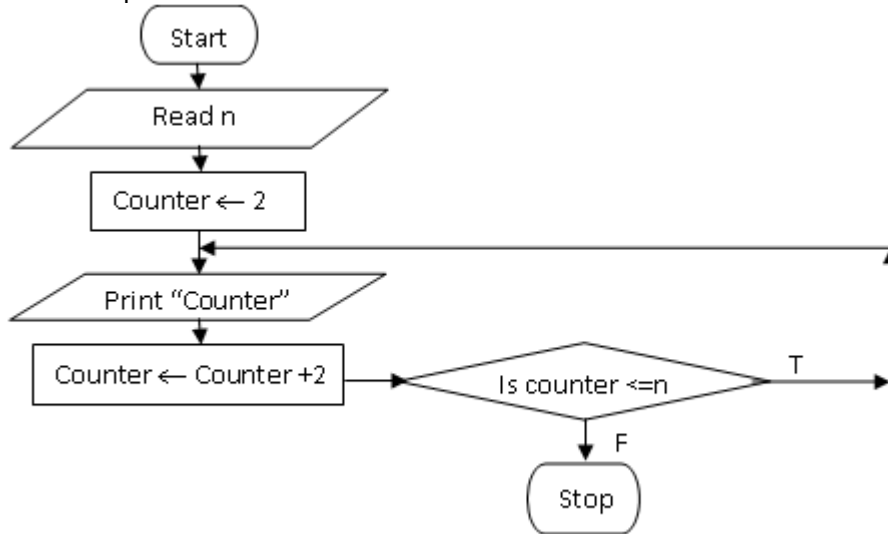 Start
Read n
Counter ← 2
Print “Counter”
Counter ← Counter +2
Is counter <=n
T
F
Stop